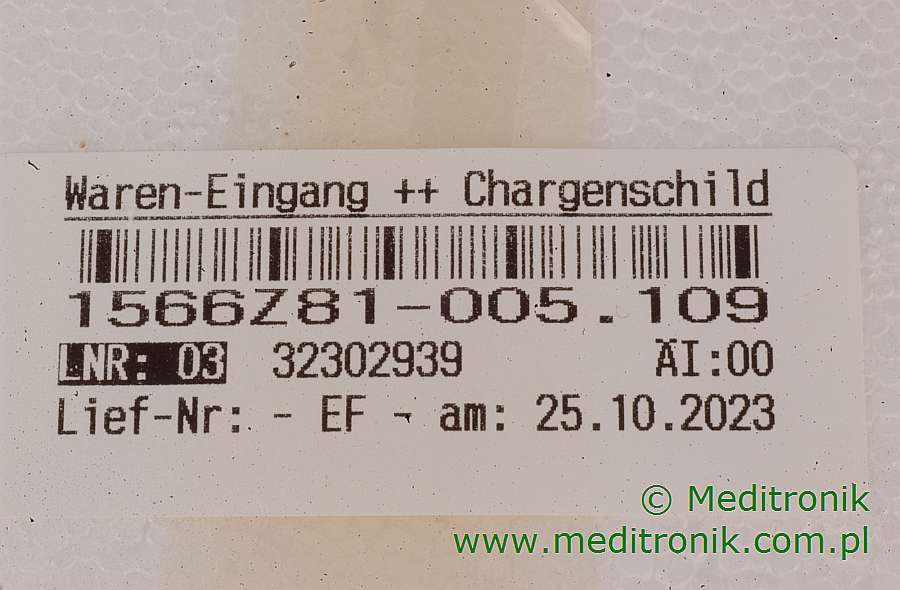 Waren-Eingang ++ Chargenschild
1566Z81-005.109
LNR: 03 32302939 ÄI:00
Lief-Nr: - EF - am: 25.10.2023
© Meditronik
www.meditronik.com.pl